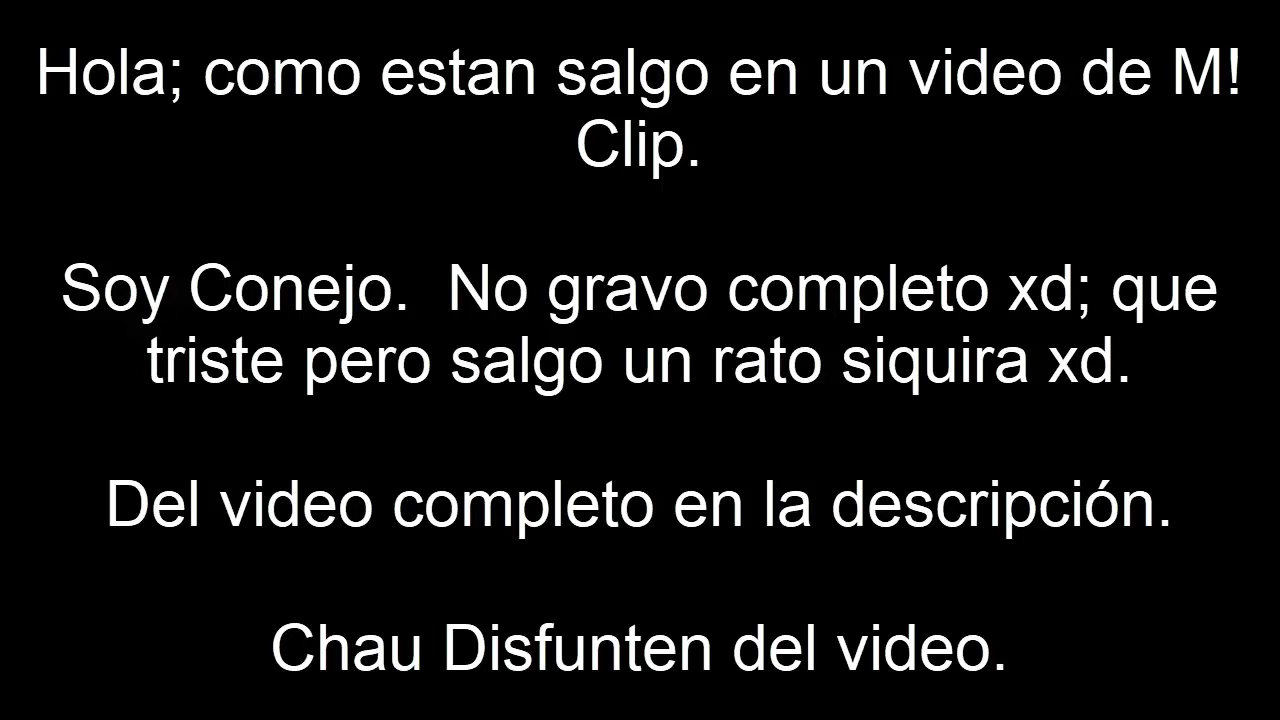 Hola; como estan salgo en un video de M!
Clip.
Soy Conejo.  No gravo completo xd; que
triste pero salgo un rato siquira xd.
Del video completo en la descripción.
Chau Disfunten del video.